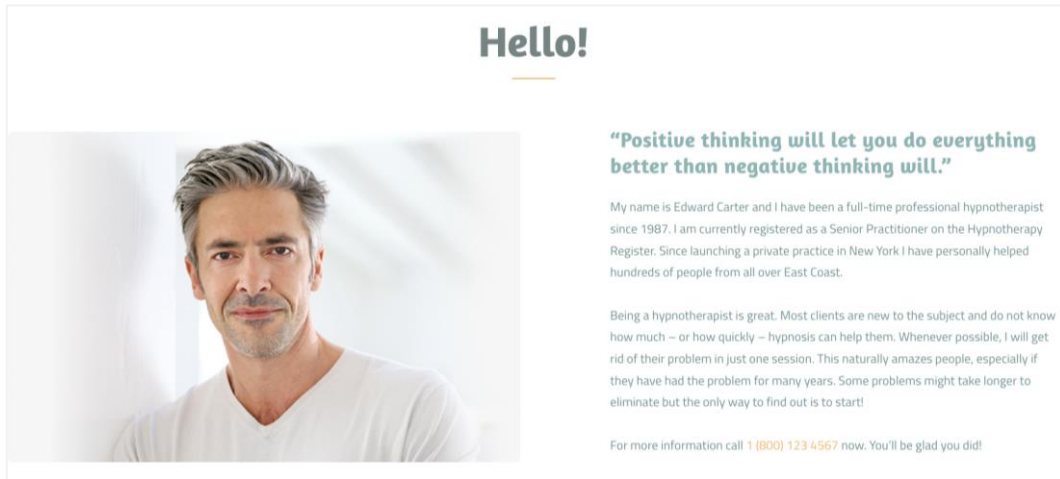 Hello!
“Positive thinking will let you do everything
better than negative thinking will.”
My name is Edward Carter and I have been a full-time professional hypnotherapist
since 1987. I am currently registered as a Senior Practitioner on the Hypnotherapy
Register. Since launching a private practice in New York I have personally helped
hundreds of people from all over East Coast.
Being a hypnotherapist is great. Most clients are new to the subject and do not know
how much – or how quickly – hypnosis can help them. Whenever possible, I will get
rid of their problem in just one session. This naturally amazes people, especially if
they have had the problem for many years. Some problems might take longer to
eliminate but the only way to find out is to start!
For more information call 1 (800) 123 4567 now. You’ll be glad you did!